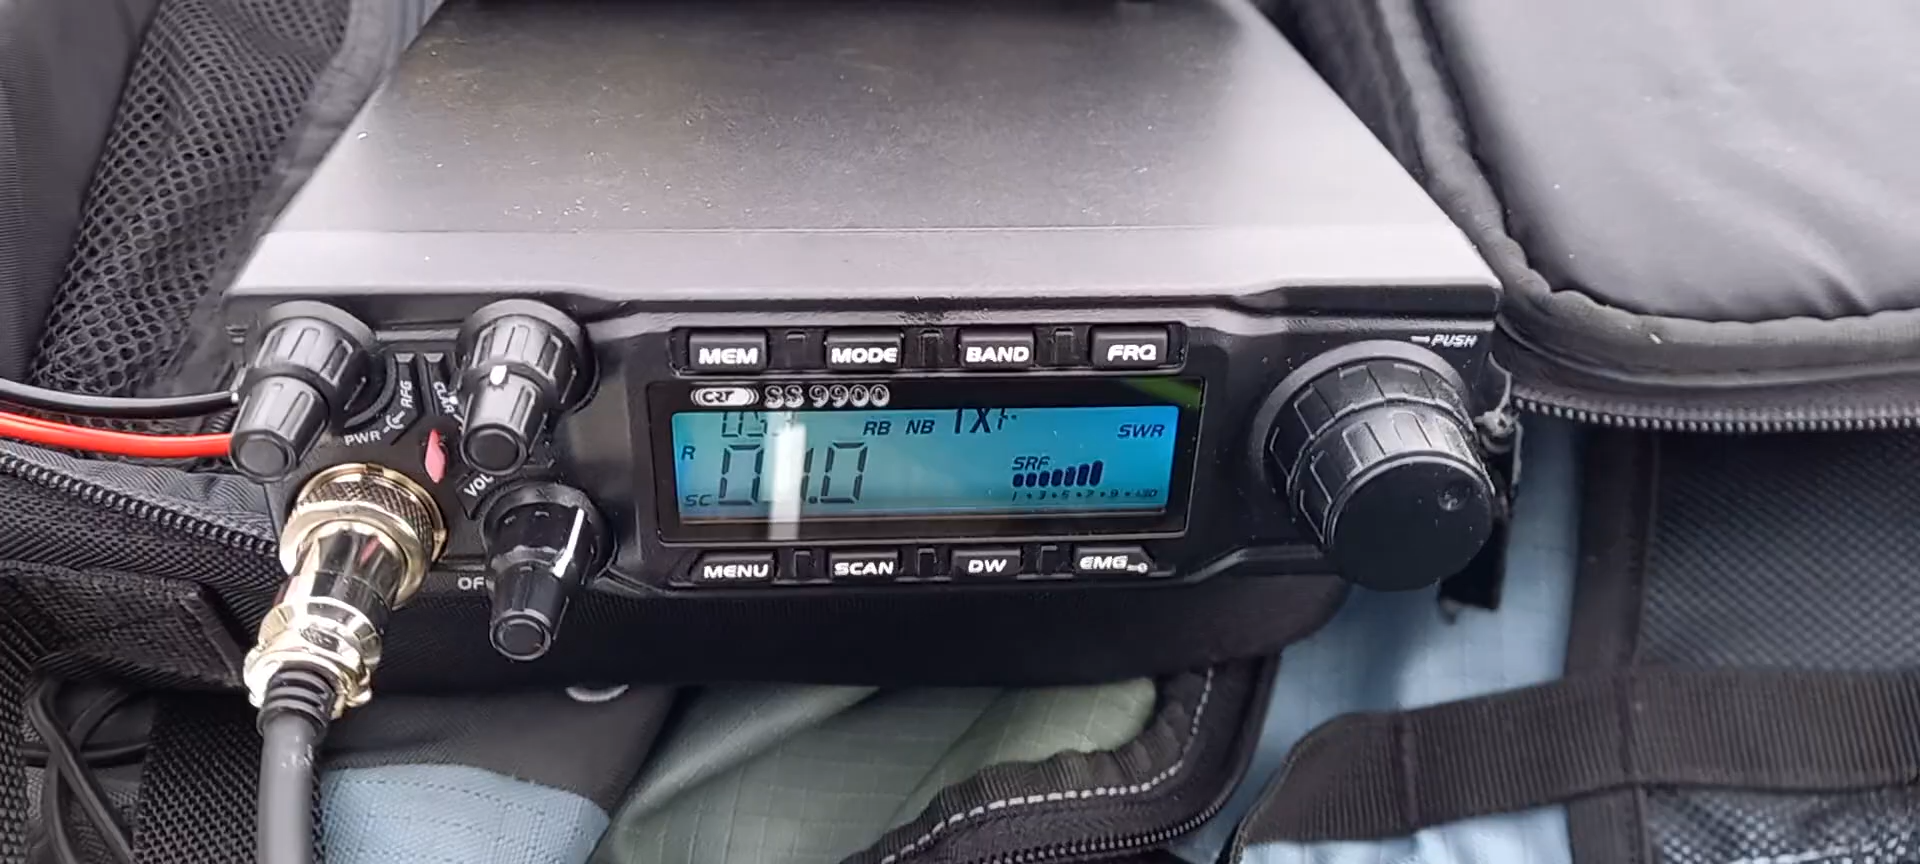 PUSH
MEM MODE BAND FRQ
RFG CLAR
PWR
CRT SS 9900
RB NB SWR
R
SRF
SC
VOL
OF
MENU SCAN DW EMG